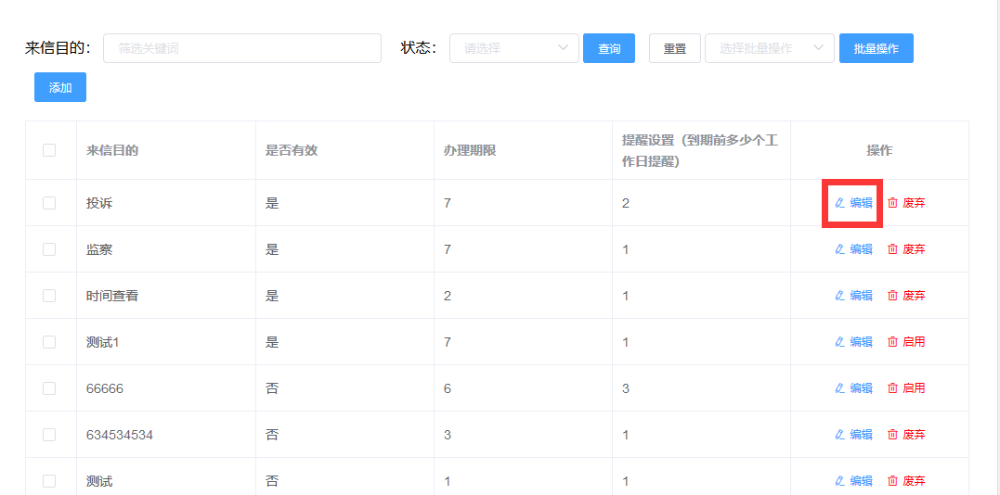 来信目的： 筛选关键词 状态： 请选择 查询 重置 选择批量操作 批量操作
添加
来信目的 是否有效 办理期限 提醒设置（到期前多少个工 操作
作日提醒）
投诉 是 7 2 编辑 废弃
监察 是 7 1 编辑 废弃
时间查看 是 2 1 编辑 废弃
测试1 是 7 1 编辑 启用
66666 否 6 3 编辑 启用
634534534 否 3 1 编辑 废弃
测试 否 1 1 编辑 废弃